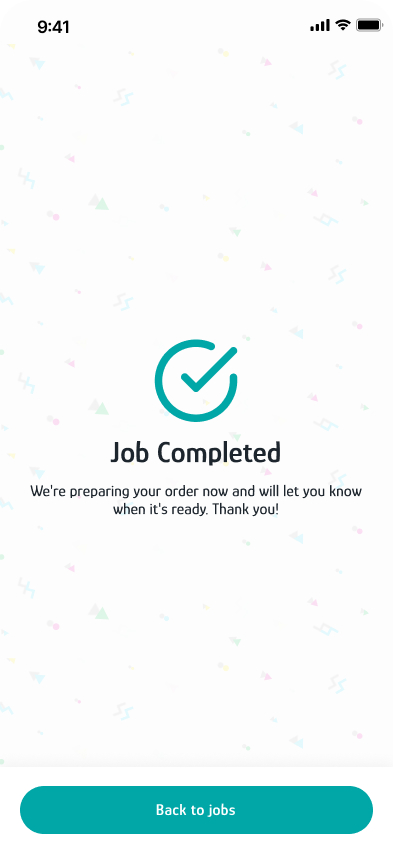 9:41
Job Completed
We're preparing your order now and will let you know
when it's ready. Thank you!
Back to jobs